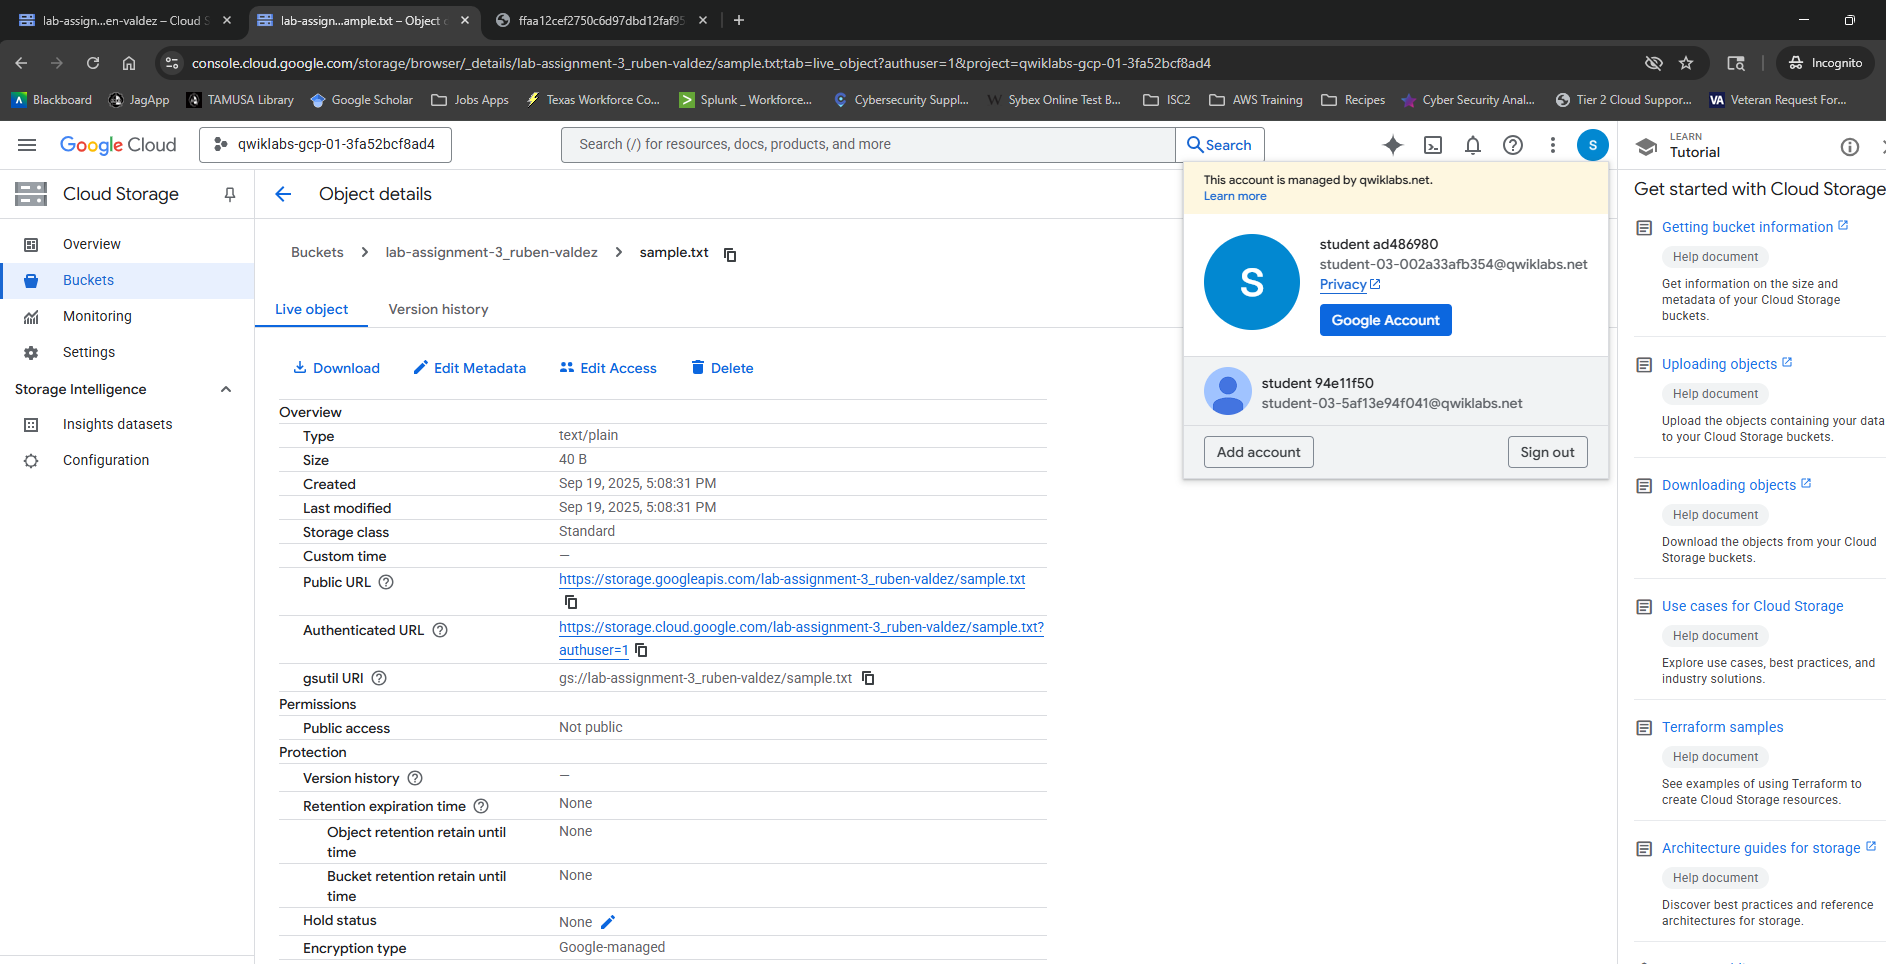 lab-assign...en-valdez – Cloud S
lab-assign...ample.txt – Object d
ffaa12cef2750c6d97dbd12faf95
console.cloud.google.com/storage/browser/_details/lab-assignment-3_ruben-valdez/sample.txt;tab=live_object?authuser=1&project=qwiklabs-gcp-01-3fa52bcf8ad4
Incognito
Blackboard
JagApp
TAMUSA Library
Google Scholar
Jobs Apps
Texas Workforce Co...
Splunk _ Workforce...
Cybersecurity Suppl...
Sybex Online Test B...
ISC2
AWS Training
Recipes
Cyber Security Anal...
Tier 2 Cloud Suppor...
VA Veteran Request For...
Google Cloud
qwiklabs-gcp-01-3fa52bcf8ad4
Search (/) for resources, docs, products, and more
Search
S
LEARN
Tutorial
Cloud Storage
Overview
Buckets
Monitoring
Settings
Storage Intelligence
Insights datasets
Configuration
Object details
Buckets > lab-assignment-3_ruben-valdez > sample.txt
Live object
Version history
Download
Edit Metadata
Edit Access
Delete
Overview
Type text/plain
Size 40 B
Created Sep 19, 2025, 5:08:31 PM
Last modified Sep 19, 2025, 5:08:31 PM
Storage class Standard
Custom time —
Public URL https://storage.googleapis.com/lab-assignment-3_ruben-valdez/sample.txt
Authenticated URL https://storage.cloud.google.com/lab-assignment-3_ruben-valdez/sample.txt?
authuser=1
gsutil URI gs://lab-assignment-3_ruben-valdez/sample.txt
Permissions
Public access Not public
Protection
Version history —
Retention expiration time None
Object retention retain until None
time
Bucket retention retain until None
time
Hold status None
Encryption type Google-managed
This account is managed by qwiklabs.net.
Learn more
S
student ad486980
student-03-002a33afb354@qwiklabs.net
Privacy
Google Account
student 94e11f50
student-03-5af13e94f041@qwiklabs.net
Add account
Sign out
Get started with Cloud Storage
Getting bucket information
Help document
Get information on the size and
metadata of your Cloud Storage
buckets.
Uploading objects
Help document
Upload the objects containing your data
to your Cloud Storage buckets.
Downloading objects
Help document
Download the objects from your Cloud
Storage buckets.
Use cases for Cloud Storage
Help document
Explore use cases, best practices, and
industry solutions.
Terraform samples
Help document
See examples of using Terraform to
create Cloud Storage resources.
Architecture guides for storage
Help document
Discover best practices and reference
architectures for storage.